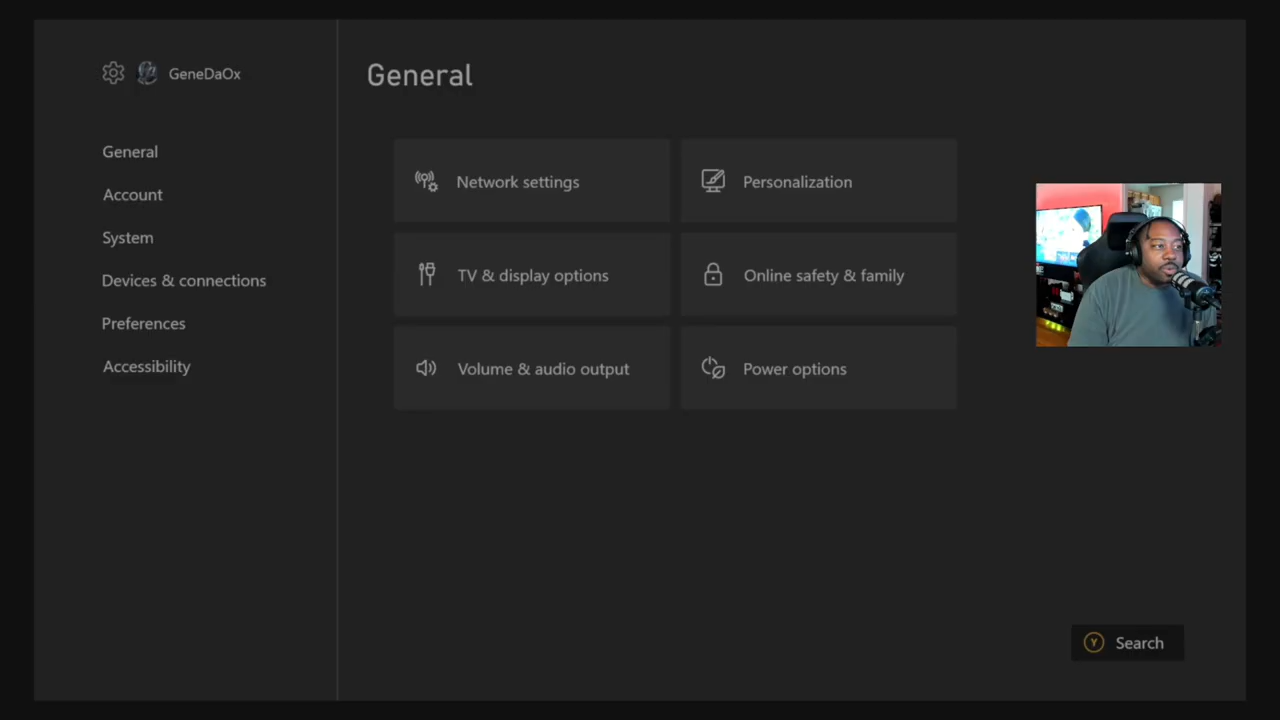 GeneDaOx
General
Account
System
Devices & connections
Preferences
Accessibility
General
Network settings
Personalization
TV & display options
Online safety & family
Volume & audio output
Power options
Y Search